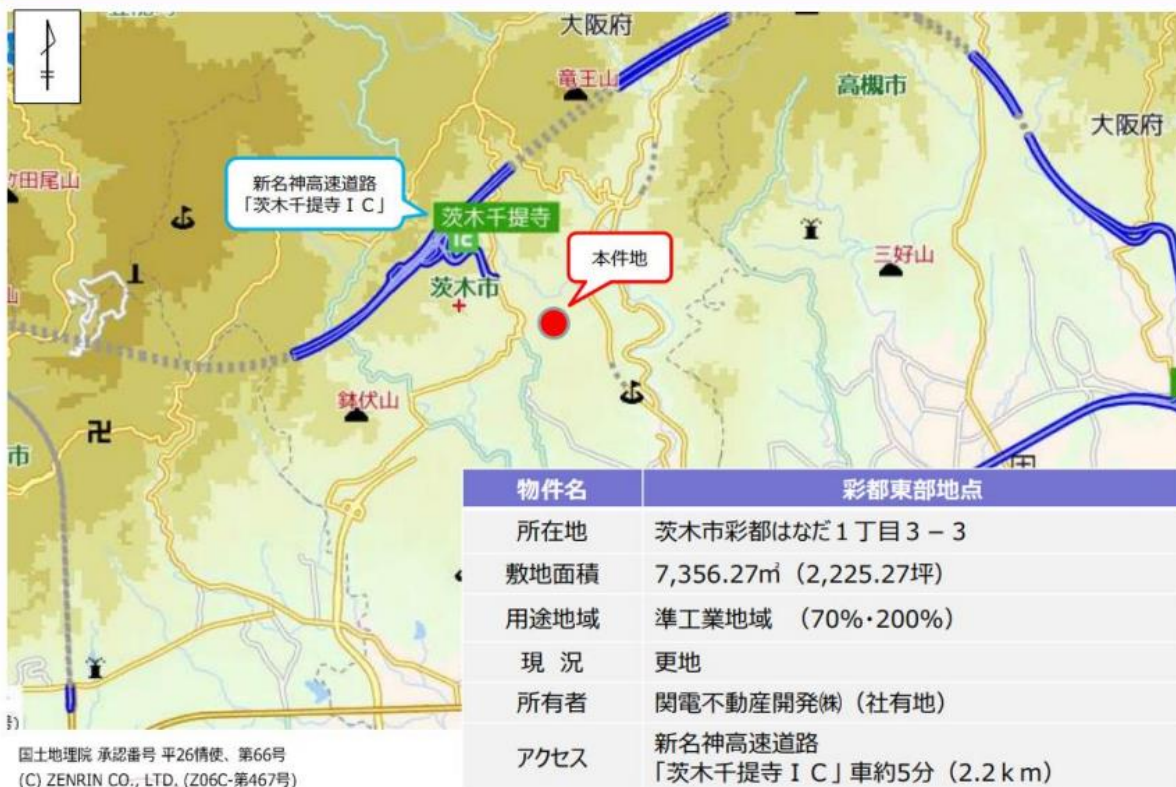 大阪府
竜王山
高槻市
大阪府
新名神高速道路
「茨木千提寺ＩＣ」
茨木千提寺
IC
本件地
三好山
茨木市
鉢伏山
市
物件名 彩都東部地点
所在地 茨木市彩都はなだ１丁目３－３
敷地面積 7,356.27㎡（2,225.27坪）
用途地域 準工業地域 （70%・200%）
現 況 更地
所有者 関電不動産開発㈱（社有地）
アクセス 新名神高速道路
「茨木千提寺ＩＣ」車約5分（2.2ｋｍ）
国土地理院 承認番号 平26情使、第66号
(C) ZENRIN CO., LTD. (Z06C-第467号)